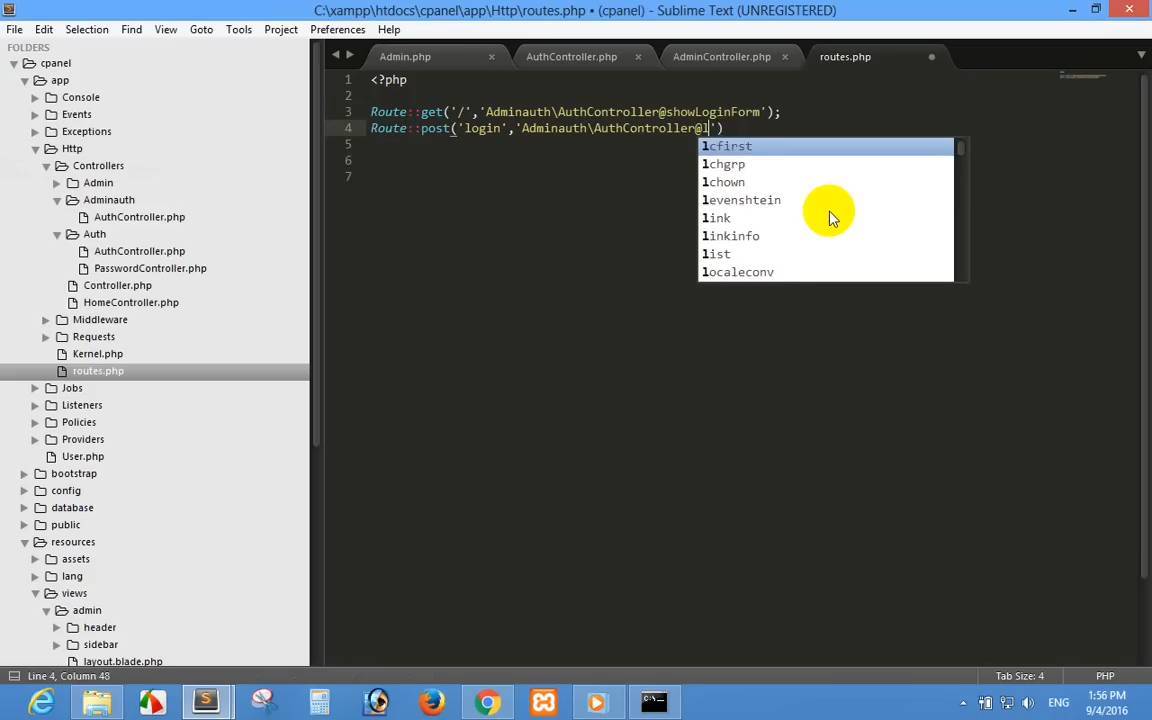 C:\xampp\htdocs\cpanel\app\Http\routes.php • (cpanel) - Sublime Text (UNREGISTERED)
File Edit Selection Find View Goto Tools Project Preferences Help
FOLDERS
cpanel
app
Console
Events
Exceptions
Http
Controllers
Admin
Adminauth
AuthController.php
Auth
AuthController.php
PasswordController.php
Controller.php
HomeController.php
Middleware
Requests
Kernel.php
routes.php
Jobs
Listeners
Policies
Providers
User.php
bootstrap
config
database
public
resources
assets
lang
views
admin
header
sidebar
layout.blade.php
Admin.php AuthController.php AdminController.php routes.php
1 <?php
2
3 Route::get('/','Adminauth\AuthController@showLoginForm');
4 Route::post('login','Adminauth\AuthController@l')
5
6
7
lcfirst
lchgrp
lchown
levenshtein
link
linkinfo
list
localeconv
Line 4, Column 48 Tab Size: 4 PHP
ENG 1:56 PM
9/4/2016